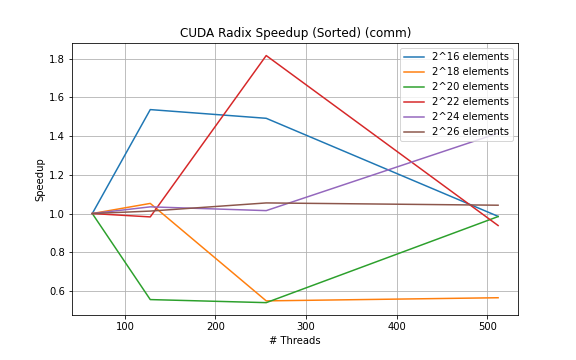 CUDA Radix Speedup (Sorted) (comm)
2^16 elements
2^18 elements
2^20 elements
2^22 elements
2^24 elements
2^26 elements
Speedup
1.8
1.6
1.4
1.2
1.0
0.8
0.6
100 200 300 400 500
# Threads